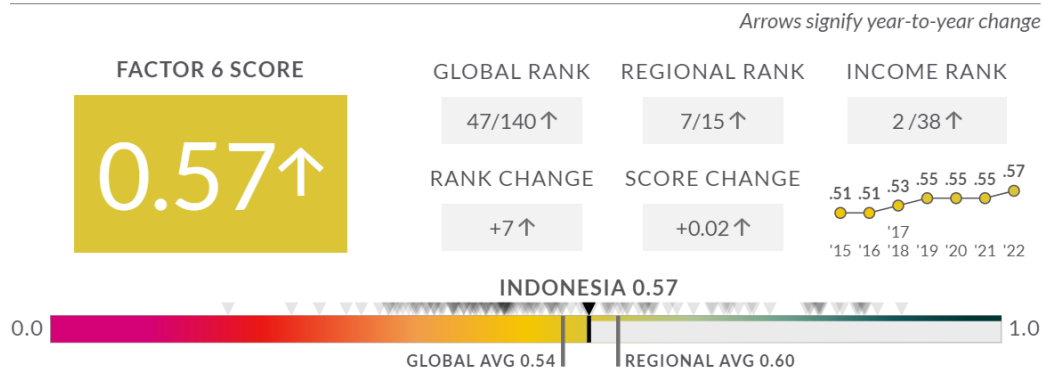 Arrows signify year-to-year change
FACTOR 6 SCORE
0.57↑
GLOBAL RANK
47/140 ↑
REGIONAL RANK
7/15 ↑
INCOME RANK
2 /38 ↑
RANK CHANGE
+7 ↑
SCORE CHANGE
+0.02 ↑
.51 .51 .53 .55 .55 .55 .57
'17
'15 '16 '18 '19 '20 '21 '22
INDONESIA 0.57
0.0
1.0
GLOBAL AVG 0.54
REGIONAL AVG 0.60